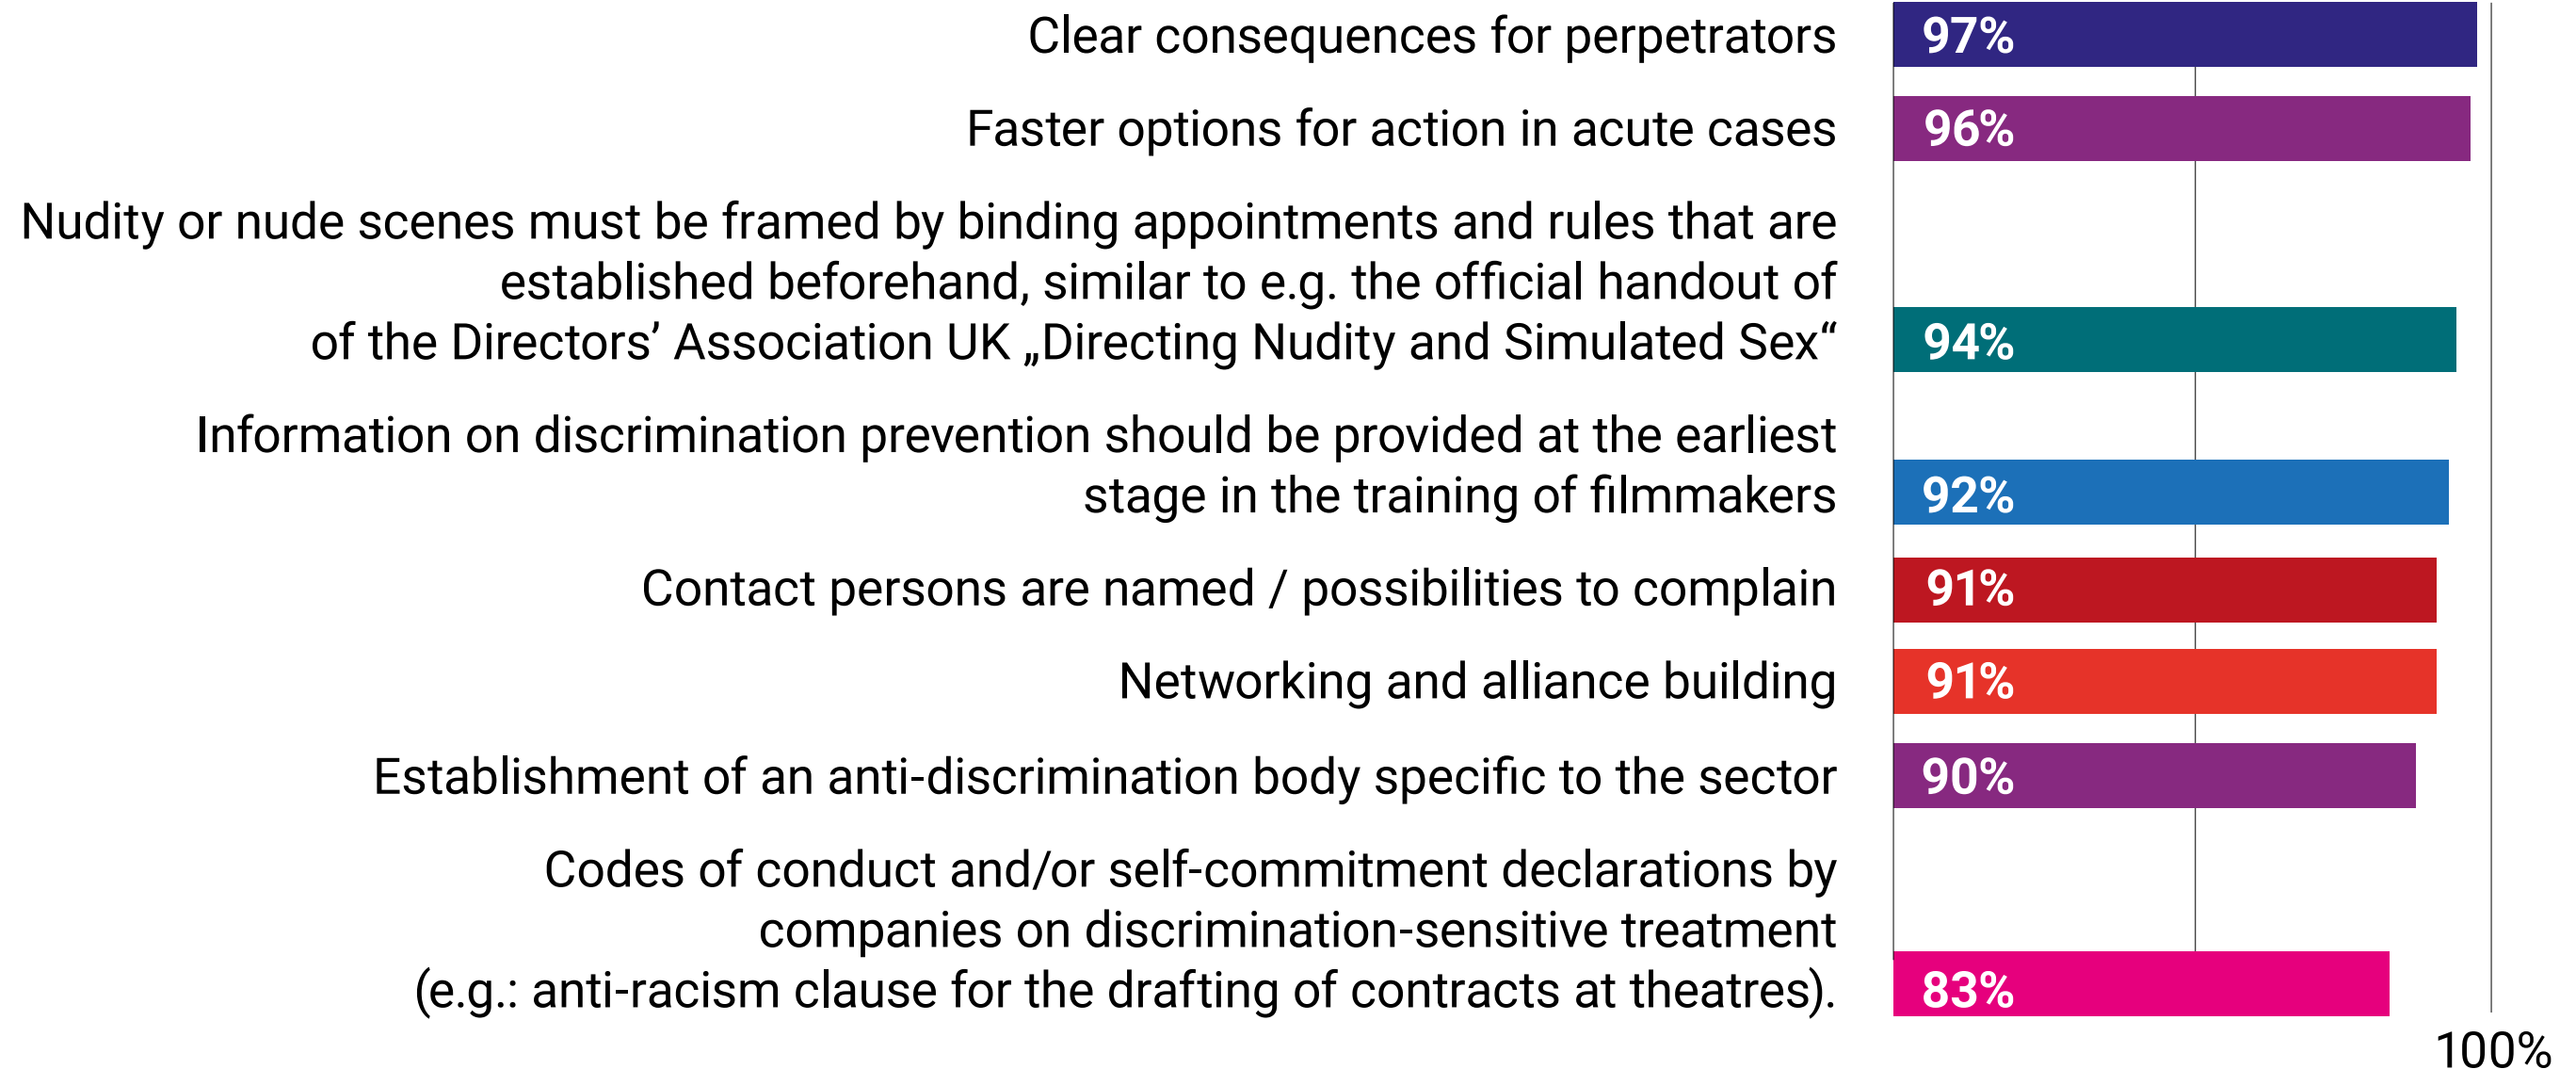 Clear consequences for perpetrators 97%
Faster options for action in acute cases 96%
Nudity or nude scenes must be framed by binding appointments and rules that are
established beforehand, similar to e.g. the official handout of
of the Directors’ Association UK „Directing Nudity and Simulated Sex“ 94%
Information on discrimination prevention should be provided at the earliest
stage in the training of filmmakers 92%
Contact persons are named / possibilities to complain 91%
Networking and alliance building 91%
Establishment of an anti-discrimination body specific to the sector 90%
Codes of conduct and/or self-commitment declarations by
companies on discrimination-sensitive treatment
(e.g.: anti-racism clause for the drafting of contracts at theatres). 83%
100%